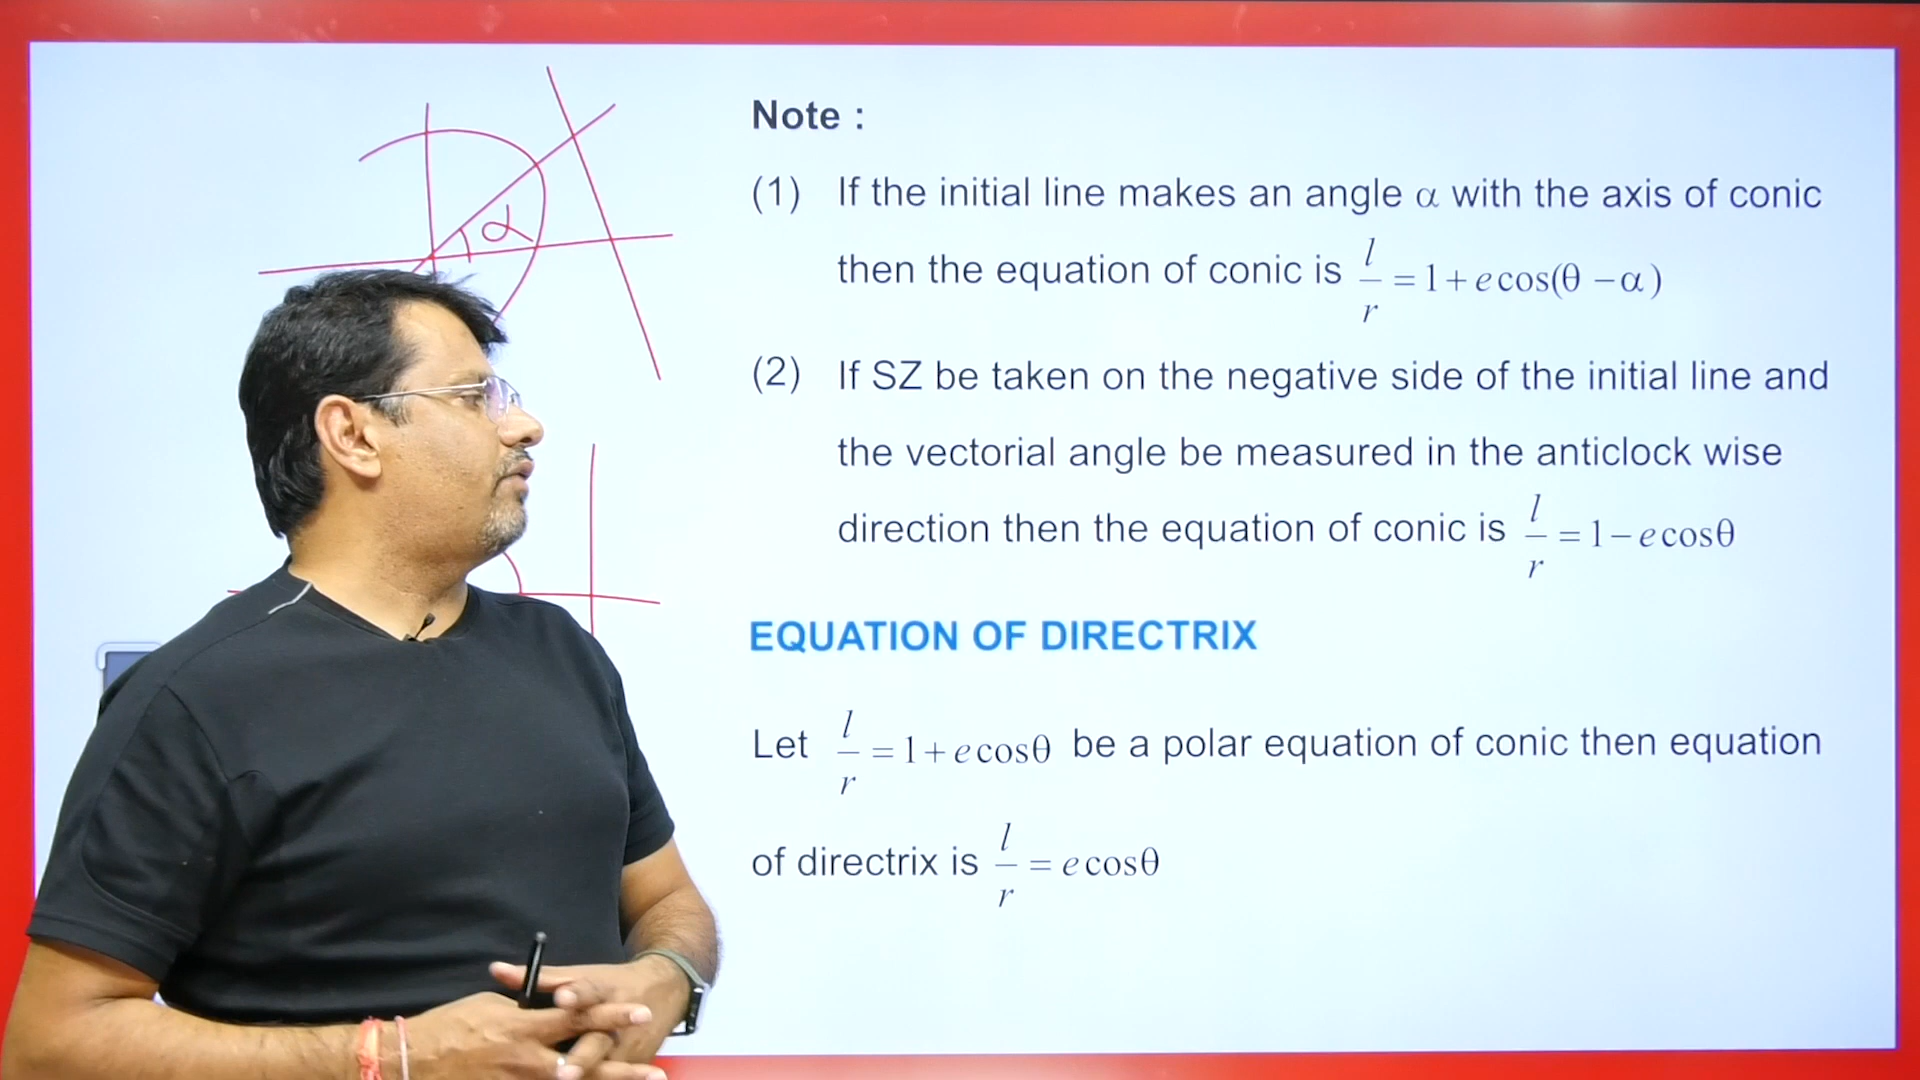 Note :
(1) If the initial line makes an angle α with the axis of conic
then the equation of conic is l/r = 1 + e cos(θ − α)
(2) If SZ be taken on the negative side of the initial line and
the vectorial angle be measured in the anticlock wise
direction then the equation of conic is l/r = 1 − e cosθ
EQUATION OF DIRECTRIX
Let l/r = 1 + e cosθ be a polar equation of conic then equation
of directrix is l/r = e cosθ
α